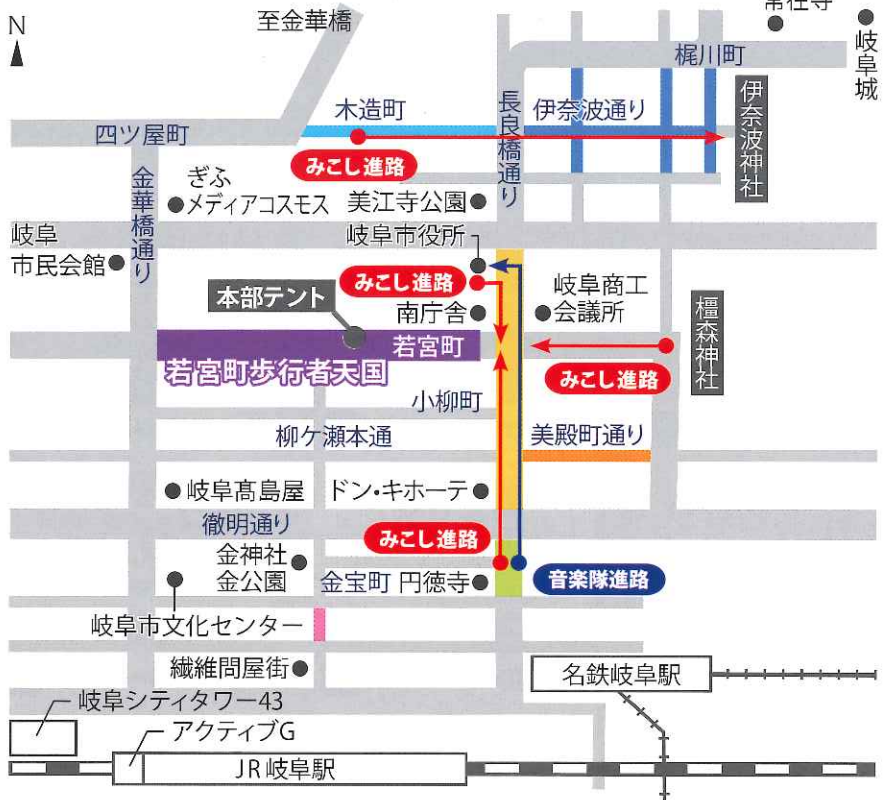 N
至金華橋
常在寺
岐阜城
梶川町
木造町
長良橋通り
伊奈波通り
四ツ屋町
伊奈波神社
みこし進路
金華橋通り
ぎふ
メディアコスモス
美江寺公園
岐阜市役所
岐阜
市民会館
みこし進路
岐阜商工
会議所
本部テント
南庁舎
橿森神社
若宮町
若宮町歩行者天国
みこし進路
小柳町
柳ケ瀬本通
美殿町通り
岐阜髙島屋
ドン・キホーテ
徹明通り
みこし進路
金神社
金公園
金宝町
円徳寺
音楽隊進路
岐阜市文化センター
繊維問屋街
名鉄岐阜駅
岐阜シティタワー43
アクティブG
JR岐阜駅